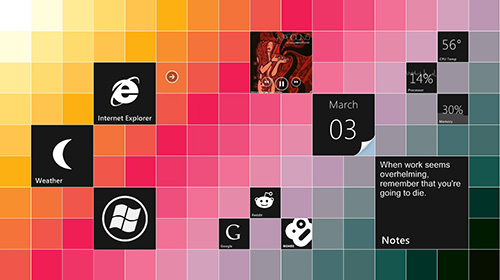 56°
CPU Temp
14%
Processor
30%
Memory
Internet Explorer
March
03
Weather
When work seems
overwhelming,
remember that you're
going to die.
Notes
Reddit
G
Google